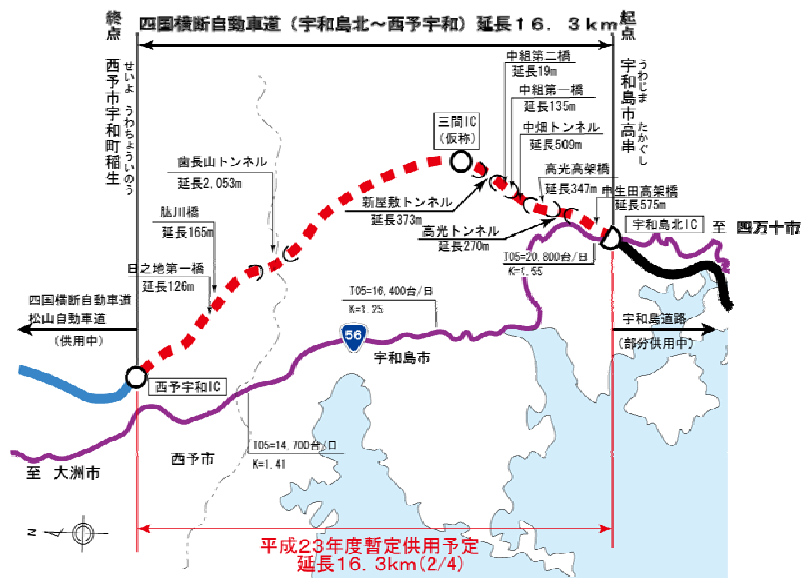 四国横断自動車道（宇和島北～西予宇和）延長１６．３ｋｍ
終点
西予市宇和町稲生
せいよ うわちょういのう
起点
宇和島市高串
うわじま たかぐし
中組第二橋
延長19m
中組第一橋
延長135m
中畑トンネル
延長509m
三間IC
(仮称)
高光高架橋
延長347m
申生田高架橋
延長575m
歯長山トンネル
延長2,053m
新屋敷トンネル
延長373m
高光トンネル
延長270m
宇和島北IC
至 四万十市
肱川橋
延長165m
日之地第一橋
延長126m
T05=20,800台/日
K=1.55
四国横断自動車道
松山自動車道
(供用中)
T05=16,400台/日
K=1.25
56
宇和島市
宇和島道路
(部分供用中)
西予宇和IC
T05=14,700台/日
K=1.41
西予市
至 大洲市
N
平成２３年度暫定供用予定
延長16．3km(2/4)